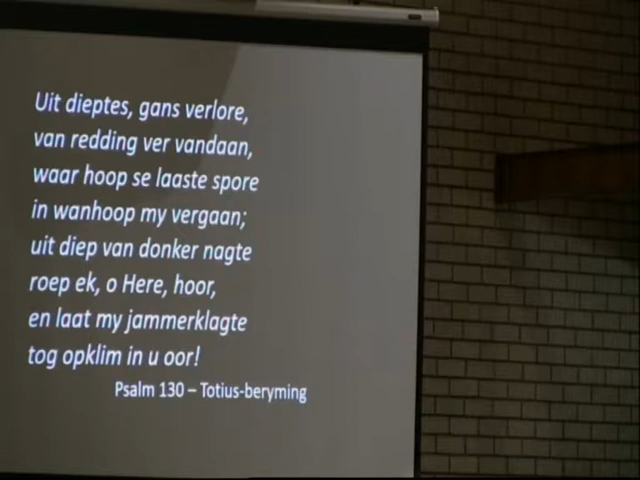 Uit dieptes, gans verlore,
van redding ver vandaan,
waar hoop se laaste spore
in wanhoop my vergaan;
uit diep van donker nagte
roep ek, o Here, hoor,
en laat my jammerklagte
tog opklim in u oor!
Psalm 130 – Totius-beryming